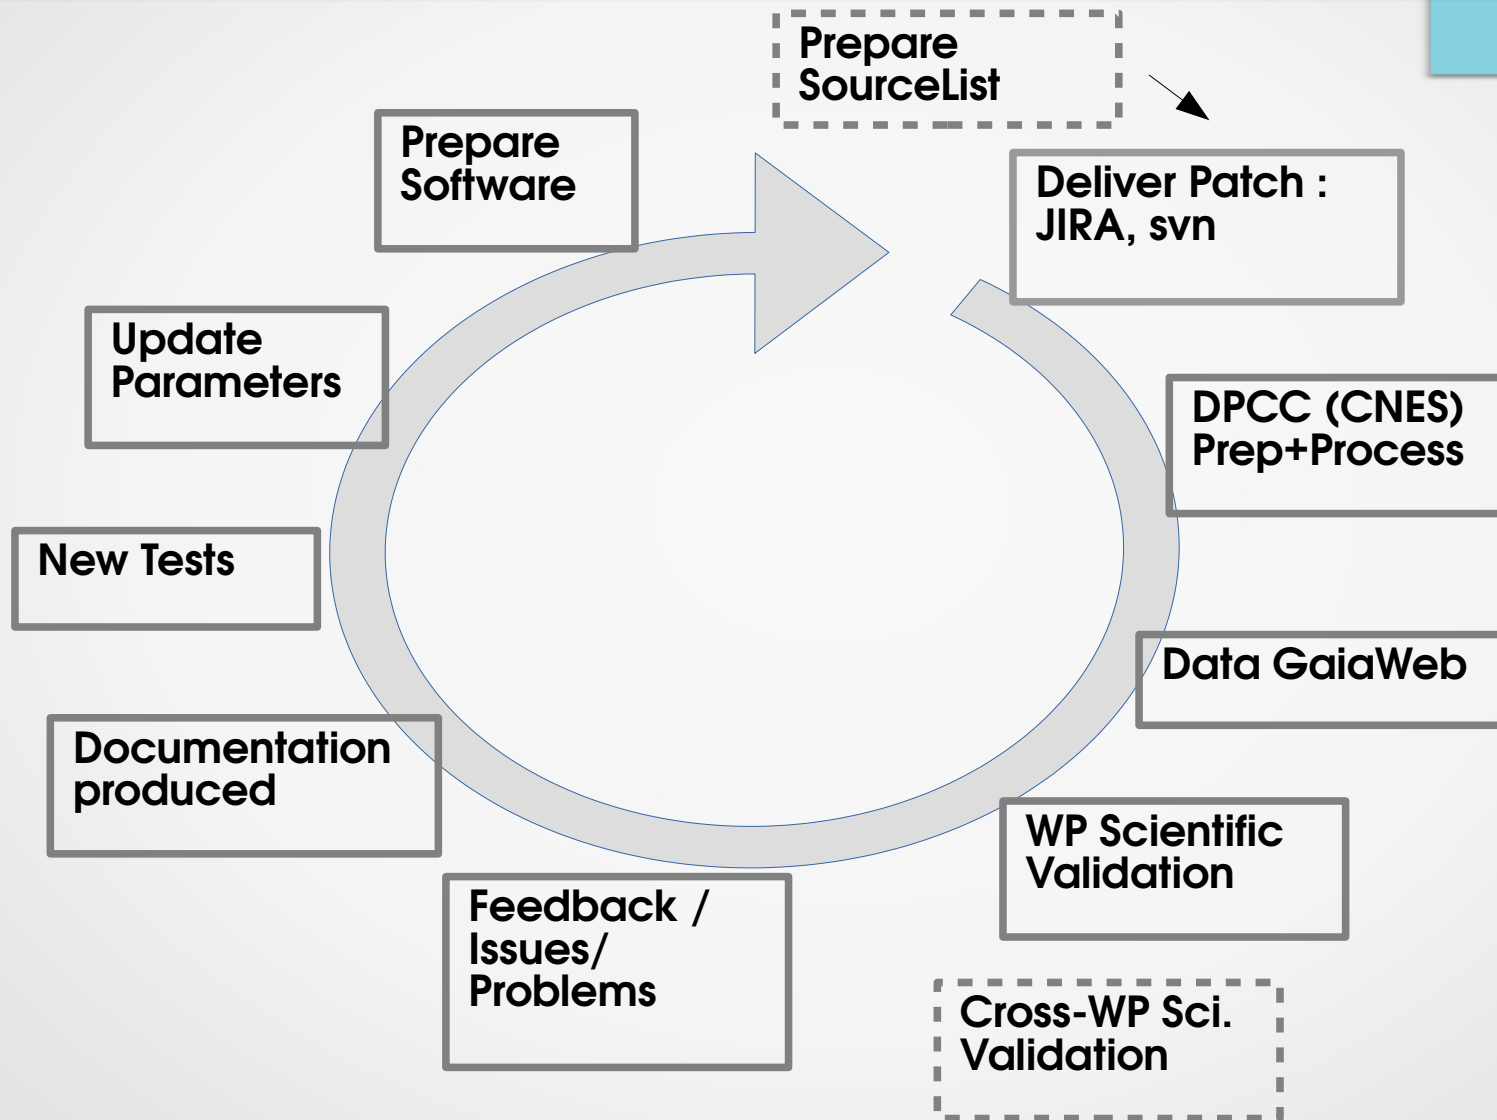 Prepare
SourceList
Prepare
Software
Deliver Patch :
JIRA, svn
Update
Parameters
DPCC (CNES)
Prep+Process
New Tests
Data GaiaWeb
Documentation
produced
WP Scientific
Validation
Feedback /
Issues/
Problems
Cross-WP Sci.
Validation